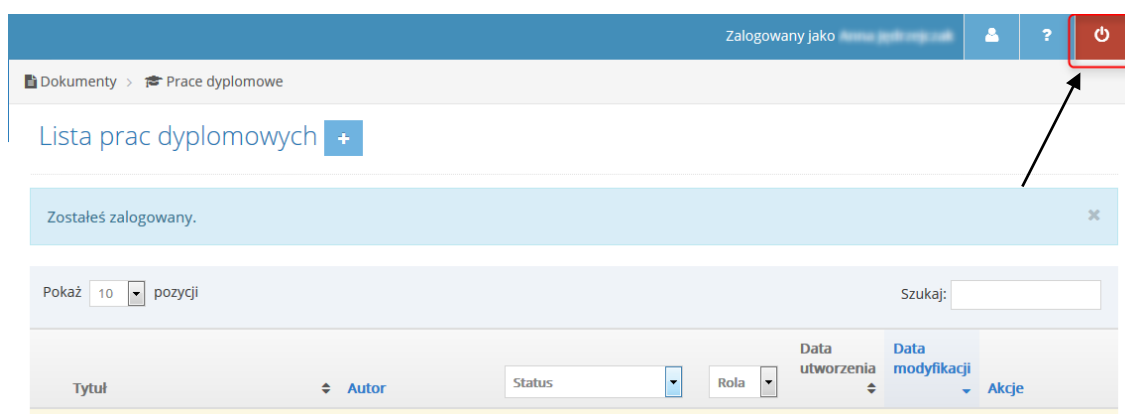 Zalogowany jako
?
Dokumenty > Prace dyplomowe
Lista prac dyplomowych +
Zostałeś zalogowany. ×
Pokaż 10 pozycji Szukaj:
Tytuł Autor Status Rola Data utworzenia Data modyfikacji Akcje